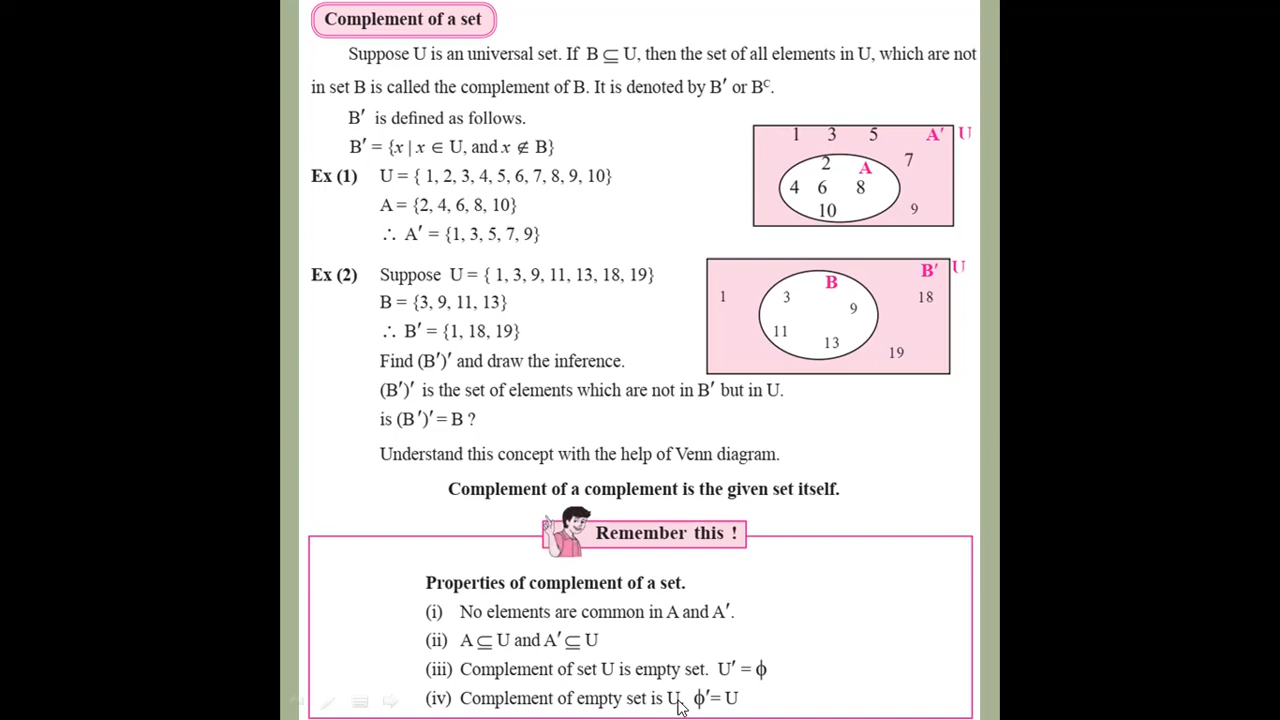 Complement of a set
Suppose U is an universal set. If B ⊆ U, then the set of all elements in U, which are not
in set B is called the complement of B. It is denoted by B′ or Bᶜ.
B′ is defined as follows.
B′ = {x | x ∈ U, and x ∉ B}
Ex (1) U = { 1, 2, 3, 4, 5, 6, 7, 8, 9, 10}
A = {2, 4, 6, 8, 10}
∴ A′ = {1, 3, 5, 7, 9}
1 3 5 A′ U
2 A 7
4 6 8
10 9
Ex (2) Suppose U = { 1, 3, 9, 11, 13, 18, 19}
B = {3, 9, 11, 13}
∴ B′ = {1, 18, 19}
Find (B′)′ and draw the inference.
(B′)′ is the set of elements which are not in B′ but in U.
is (B′)′ = B ?
B B′ U
1 3 9 18
11 13 19
Understand this concept with the help of Venn diagram.
Complement of a complement is the given set itself.
Remember this !
Properties of complement of a set.
(i) No elements are common in A and A′.
(ii) A ⊆ U and A′ ⊆ U
(iii) Complement of set U is empty set. U′ = ϕ
(iv) Complement of empty set is U. ϕ′= U